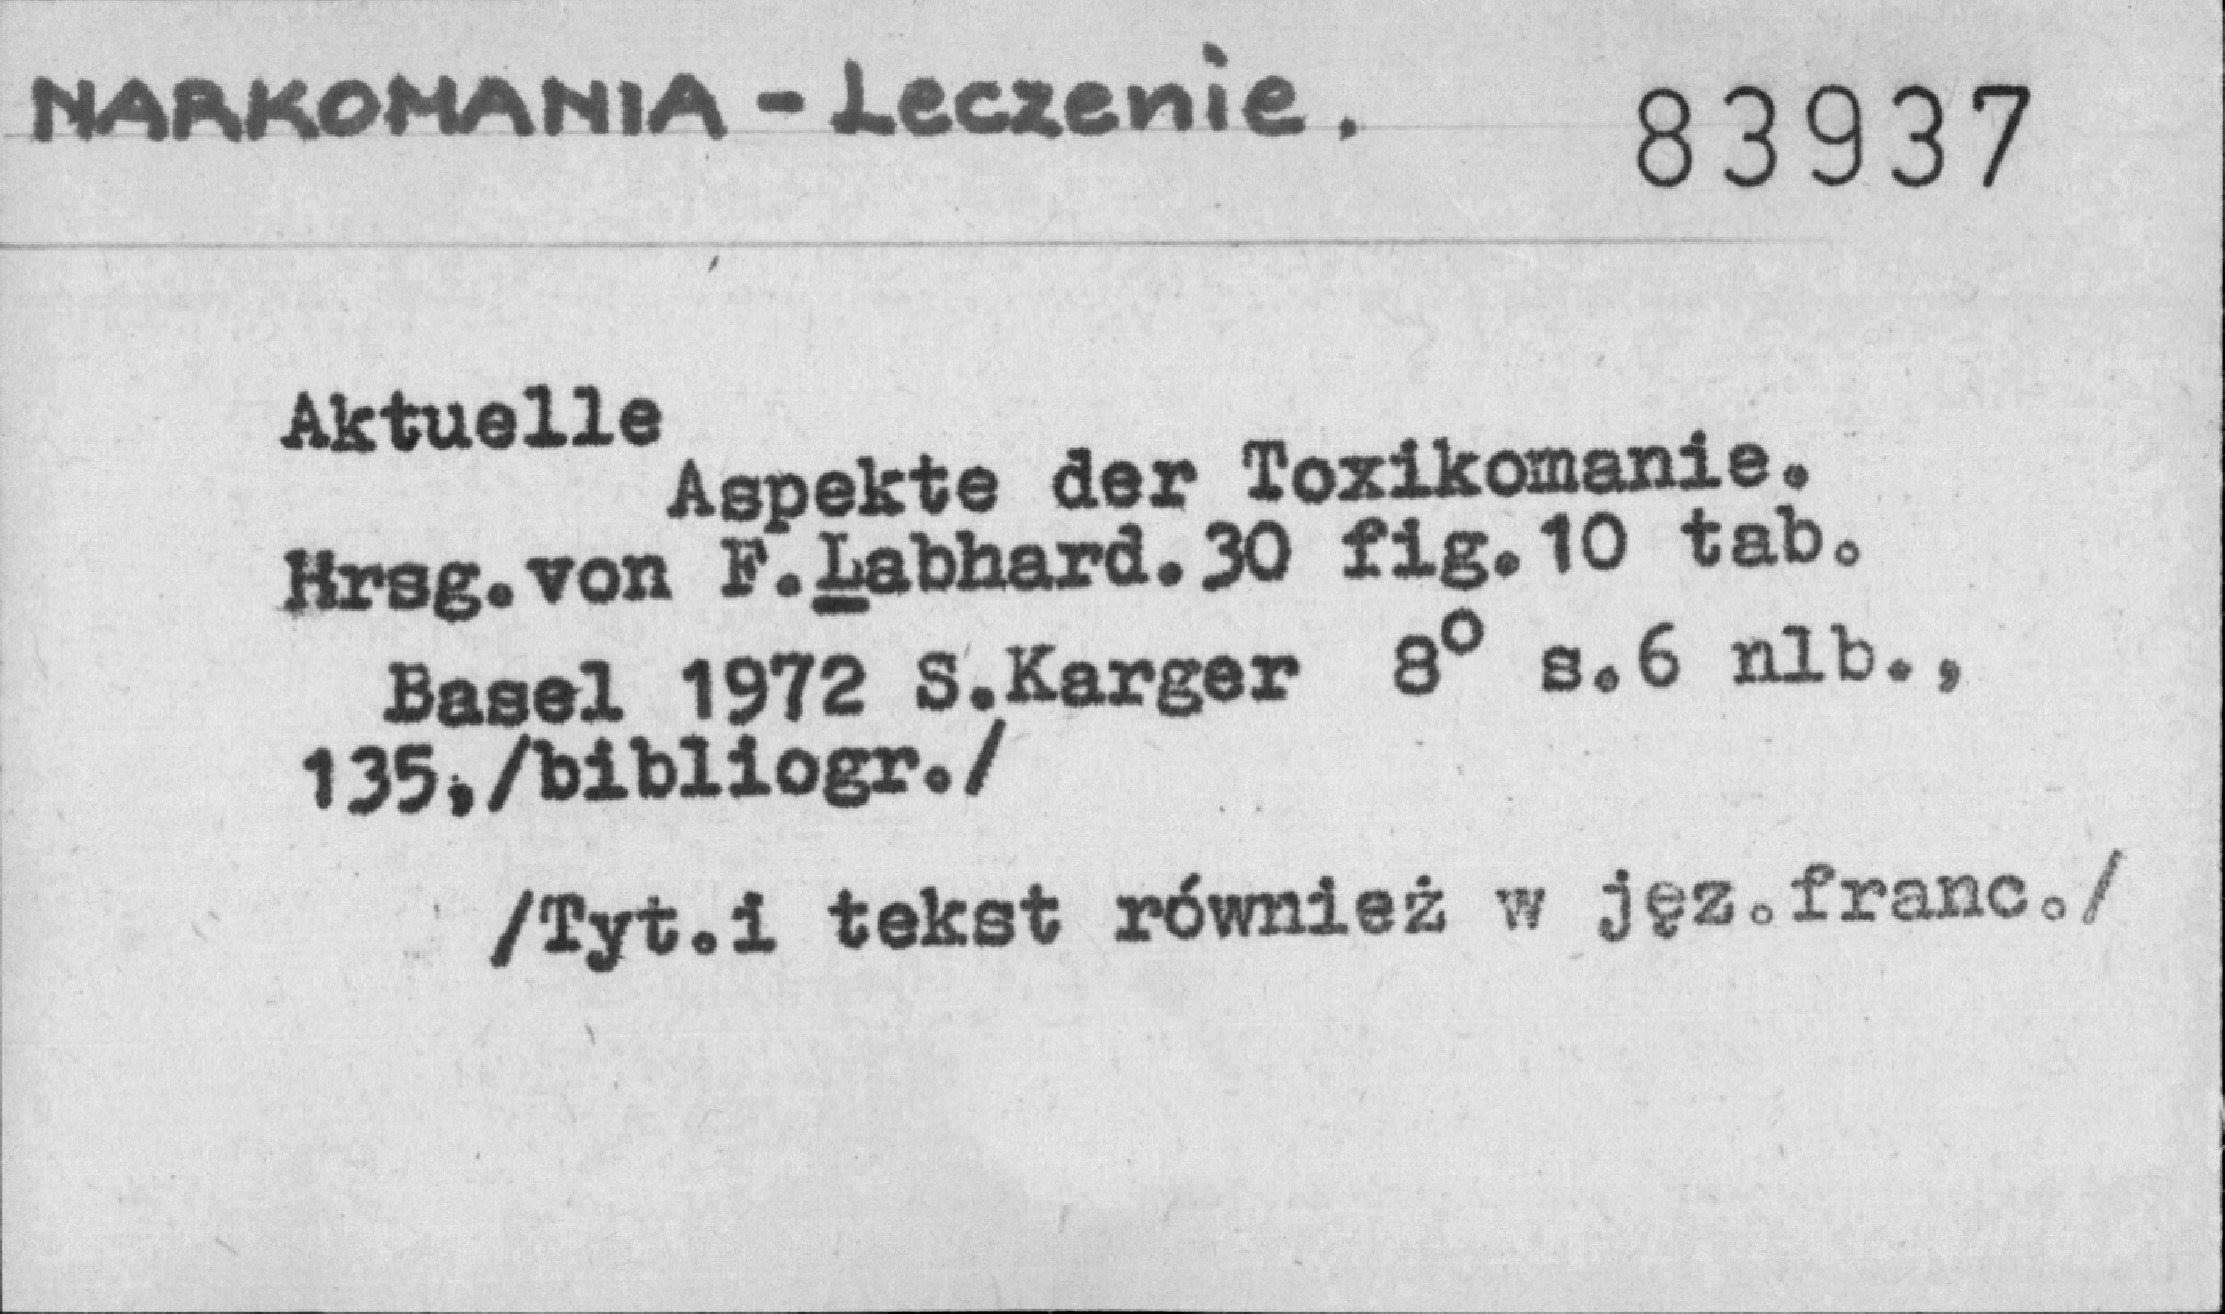 NARKOMANIA - Leczenie. 83937
Aktuelle
Aspekte der Toxikomanie.
Hrsg.von F.Labhard.30 fig.10 tab.
Basel 1972 S.Karger 8° s.6 nlb.,
135,/bibliogr./
/Tyt.i tekst również w jęz.franc./